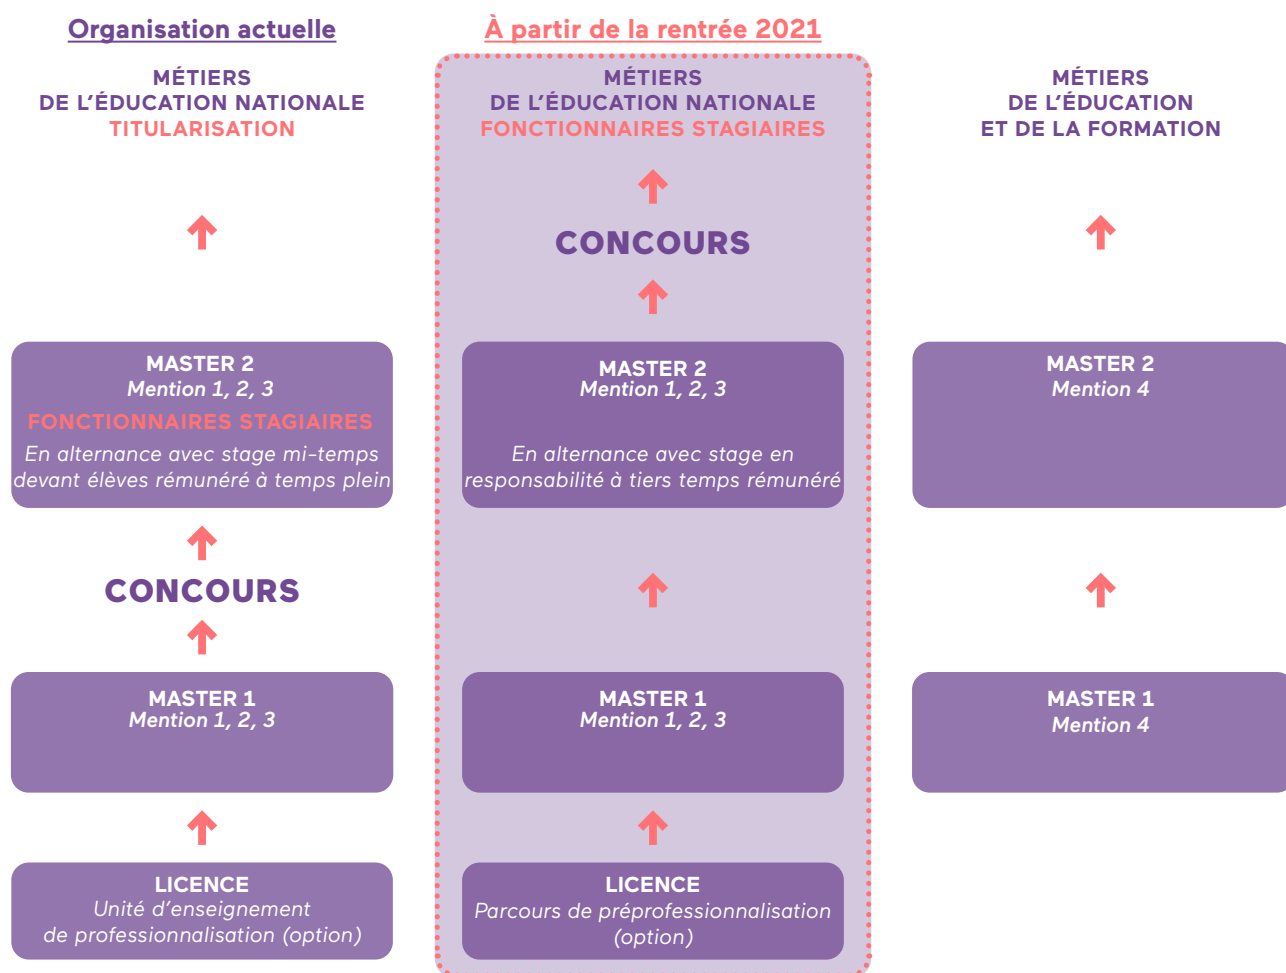 Organisation actuelle
MÉTIERS
DE L’ÉDUCATION NATIONALE
TITULARISATION
MASTER 2
Mention 1, 2, 3
FONCTIONNAIRES STAGIAIRES
En alternance avec stage mi-temps
devant élèves rémunéré à temps plein
CONCOURS
MASTER 1
Mention 1, 2, 3
LICENCE
Unité d’enseignement
de professionnalisation (option)
À partir de la rentrée 2021
MÉTIERS
DE L’ÉDUCATION NATIONALE
FONCTIONNAIRES STAGIAIRES
CONCOURS
MASTER 2
Mention 1, 2, 3
En alternance avec stage en
responsabilité à tiers temps rémunéré
MASTER 1
Mention 1, 2, 3
LICENCE
Parcours de préprofessionnalisation
(option)
MÉTIERS
DE L’ÉDUCATION
ET DE LA FORMATION
MASTER 2
Mention 4
MASTER 1
Mention 4